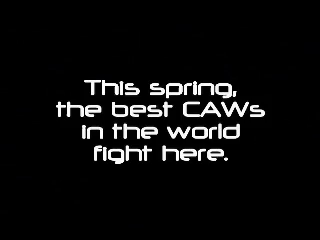 This spring,
the best CAWs
in the world
fight here.